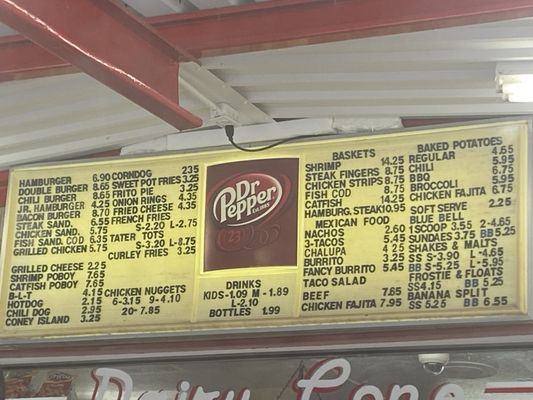 HAMBURGER 6.90
DOUBLE BURGER 8.65
CHILI BURGER 8.65
JR. HAMBURGER 4.25
BACON BURGER 8.70
STEAK SAND. 6.55
CHICKEN SAND. 5.75
FISH SAND. COD 6.35
GRILLED CHICKEN 5.75
GRILLED CHEESE 2.25
SHRIMP POBOY 7.65
CATFISH POBOY 7.65
B-L-T 4.15
HOTDOG 2.15
CHILI DOG 2.95
CONEY ISLAND 3.25
CORNDOG 235
SWEET POT FRIES 3.25
FRITO PIE 3.25
ONION RINGS 4.35
FRIED CHEESE 4.35
FRENCH FRIES
S-2.20 L-2.75
TATER TOTS
S-3.20 L-8.75
CURLEY FRIES 3.25
CHICKEN NUGGETS
6-3.15 9-4.10
20-7.85
Dr Pepper
23
DRINKS
KIDS-1.09 M-1.89
L-2.10
BOTTLES 1.99
BASKETS
SHRIMP 14.25
STEAK FINGERS 8.75
CHICKEN STRIPS 8.75
FISH COD 8.75
CATFISH 14.25
HAMBURG. STEAK 0.95
MEXICAN FOOD
NACHOS 2.60
3-TACOS 5.45
CHALUPA 4.25
BURRITO 3.25
FANCY BURRITO 5.45
TACO SALAD
BEEF 7.65
CHICKEN FAJITA 7.95
BAKED POTATOES
REGULAR 4.65
CHILI 5.95
BBQ 6.75
BROCCOLI 5.95
CHICKEN FAJITA 6.75
SOFT SERVE 2.25
BLUE BELL
1SCOOP 3.55 2-4.65
SUNDAES 3.75 BB 5.25
SHAKES & MALTS
SS S-3.90 L-4.65
BB S-5.25 L-5.95
FROSTIE & FLOATS
SS 4.15 BB 5.25
BANANA SPLIT
SS 5.25 BB 6.55
Dairy Cone